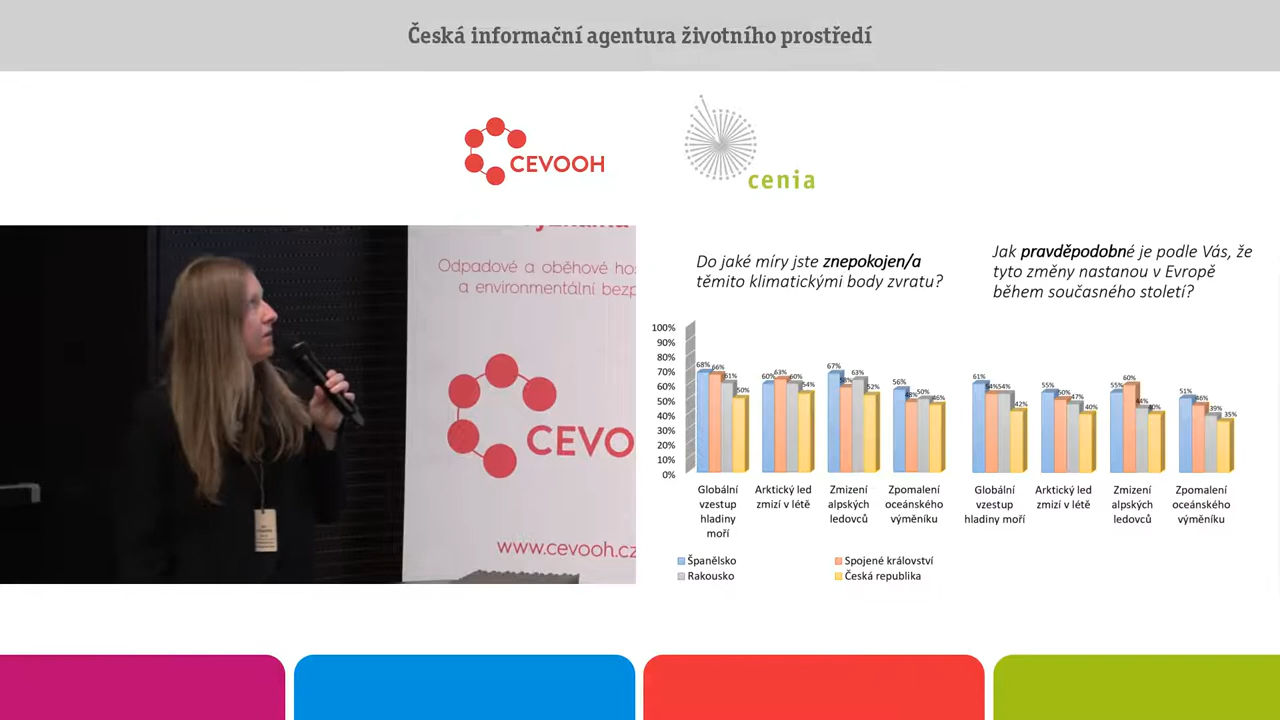 Česká informační agentura životního prostředí
CEVOOH
cenia
Odpadové a oběhové hos
a environmentální bezp
CEVO
www.cevooh.cz
Do jaké míry jste znepokojen/a
těmito klimatickými body zvratu?
Jak pravděpodobné je podle Vás, že
tyto změny nastanou v Evropě
během současného století?
100%
90%
80%
70%
60%
50%
40%
30%
20%
10%
0%
68% 66% 61% 50%
60% 63% 60% 54%
67% 58% 63% 52%
56% 48% 50% 46%
61% 54% 54% 42%
55% 50% 47% 40%
55% 60% 44% 40%
51% 46% 39% 35%
Globální
vzestup
hladiny
moří
Arktický led
zmizí v létě
Zmizení
alpských
ledovců
Zpomalení
oceánského
výměníku
Globální
vzestup
hladiny moří
Arktický led
zmizí v létě
Zmizení
alpských
ledovců
Zpomalení
oceánského
výměníku
Španělsko
Spojené království
Rakousko
Česká republika